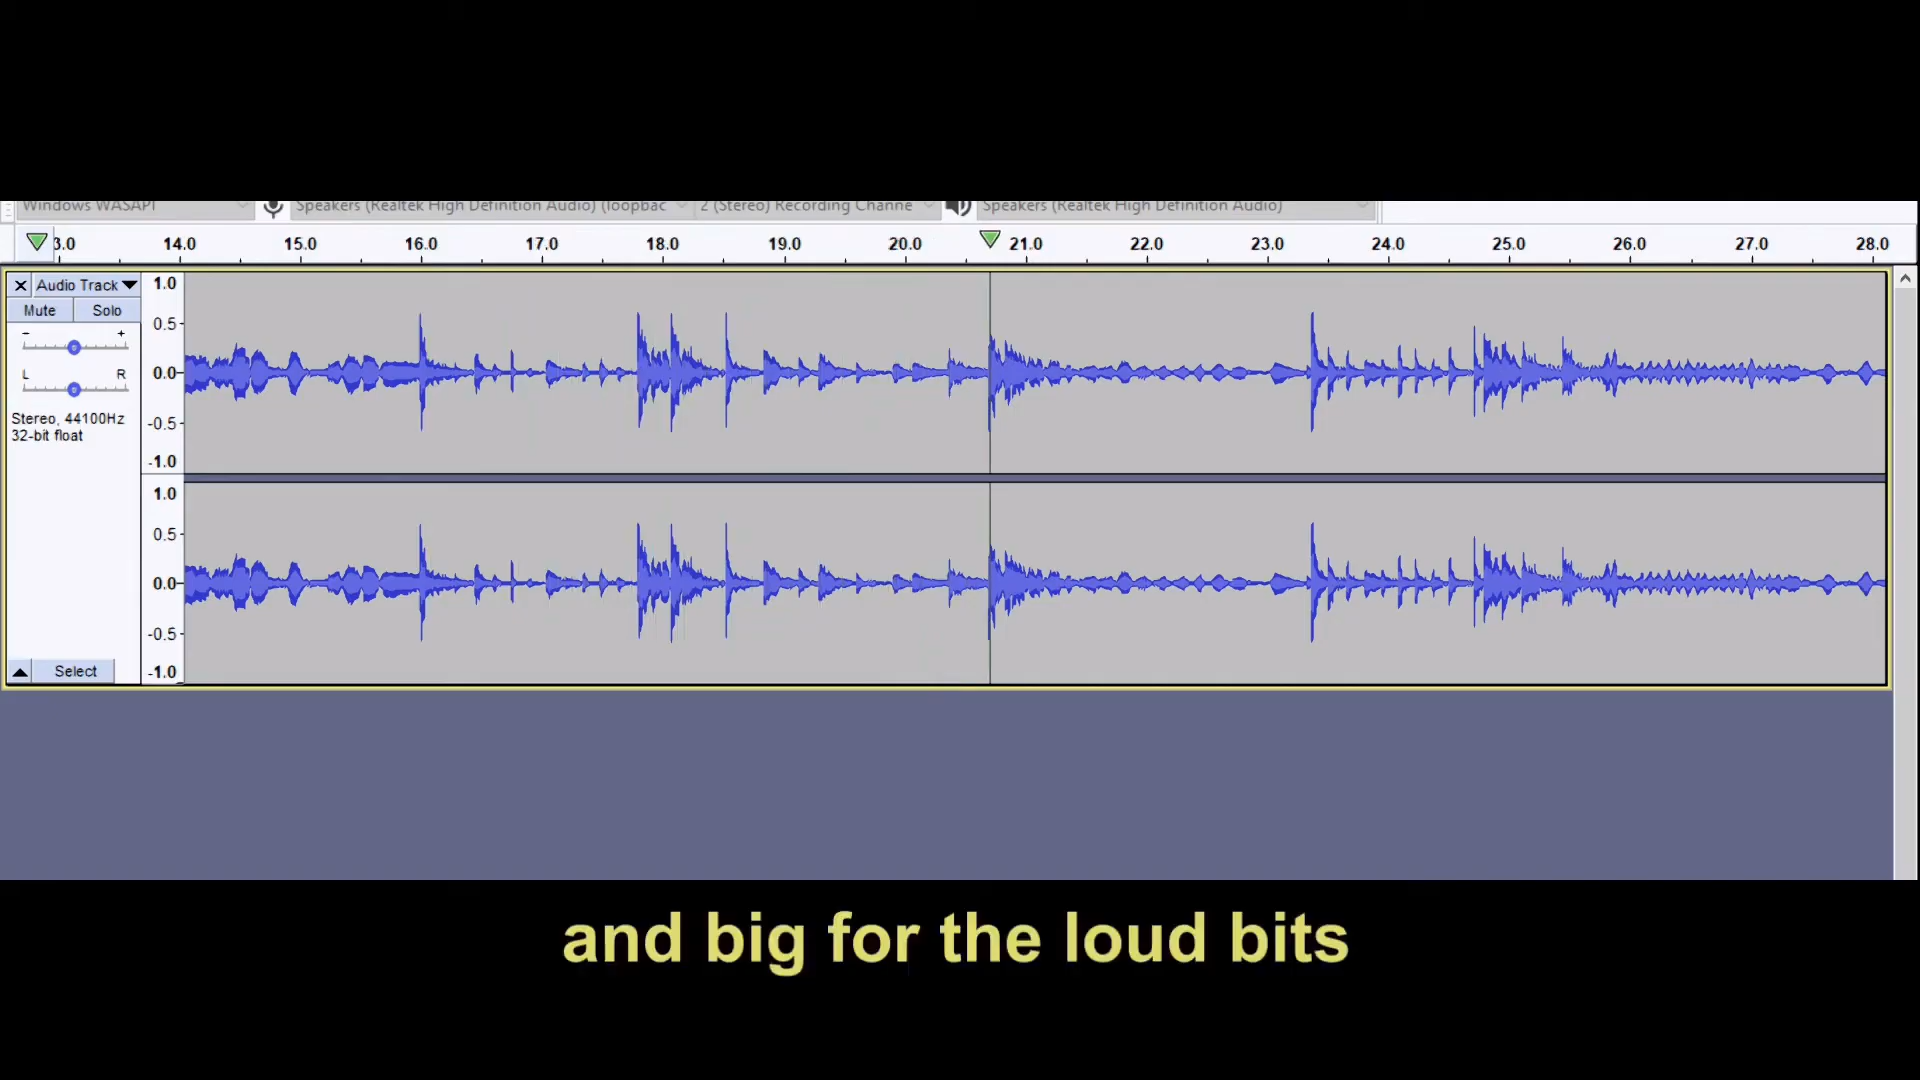 Windows WASAPI Speakers (Realtek High Definition Audio) (loopbac 2 (Stereo) Recording Channe Speakers (Realtek High Definition Audio)
3.0 14.0 15.0 16.0 17.0 18.0 19.0 20.0 21.0 22.0 23.0 24.0 25.0 26.0 27.0 28.0
Audio Track
Mute Solo
- +
L R
Stereo, 44100Hz
32-bit float
Select
1.0
0.5-
0.0-
-0.5-
-1.0
1.0
0.5-
0.0-
-0.5-
-1.0
and big for the loud bits